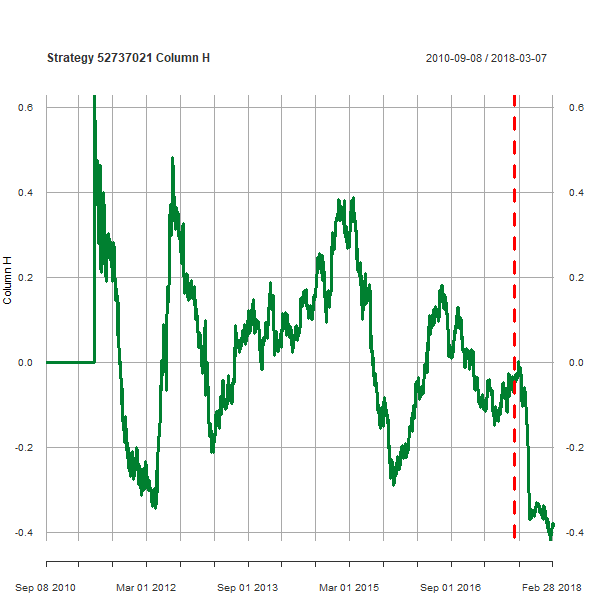 Strategy 52737021 Column H 2010-09-08 / 2018-03-07
0.6 0.6
0.4 0.4
0.2 0.2
Column H
0.0 0.0
-0.2 -0.2
-0.4 -0.4
Sep 08 2010 Mar 01 2012 Sep 01 2013 Mar 01 2015 Sep 01 2016 Feb 28 2018